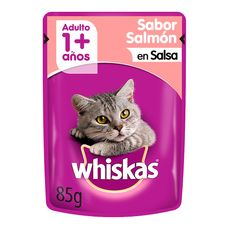 Adulto
1+
años
Sabor
Salmón
en Salsa
whiskas
85g